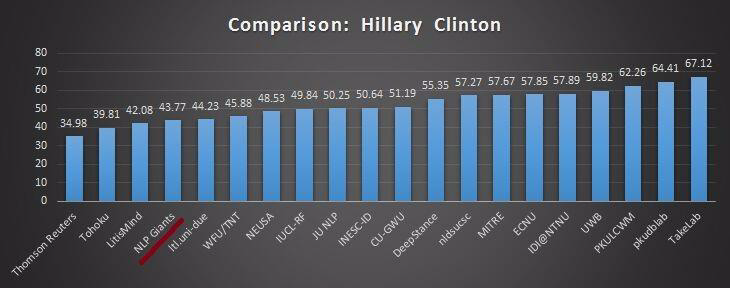 Comparison: Hillary Clinton
80
70
60
50
40
30
20
10
0
34.98
39.81
42.08
43.77
44.23
45.88
48.53
49.84
50.25
50.64
51.19
55.35
57.27
57.67
57.85
57.89
59.82
62.26
64.41
67.12
Thomson Reuters
Tohoku
LitisMind
NLP Giants
ltl.uni-due
WFU/TNT
NEUSA
IUCL-RF
JU NLP
INESC-ID
CU-GWU
DeepStance
nldsucsc
MITRE
ECNU
IDI@NTNU
UWB
PKULCWM
pkudblab
TakeLab